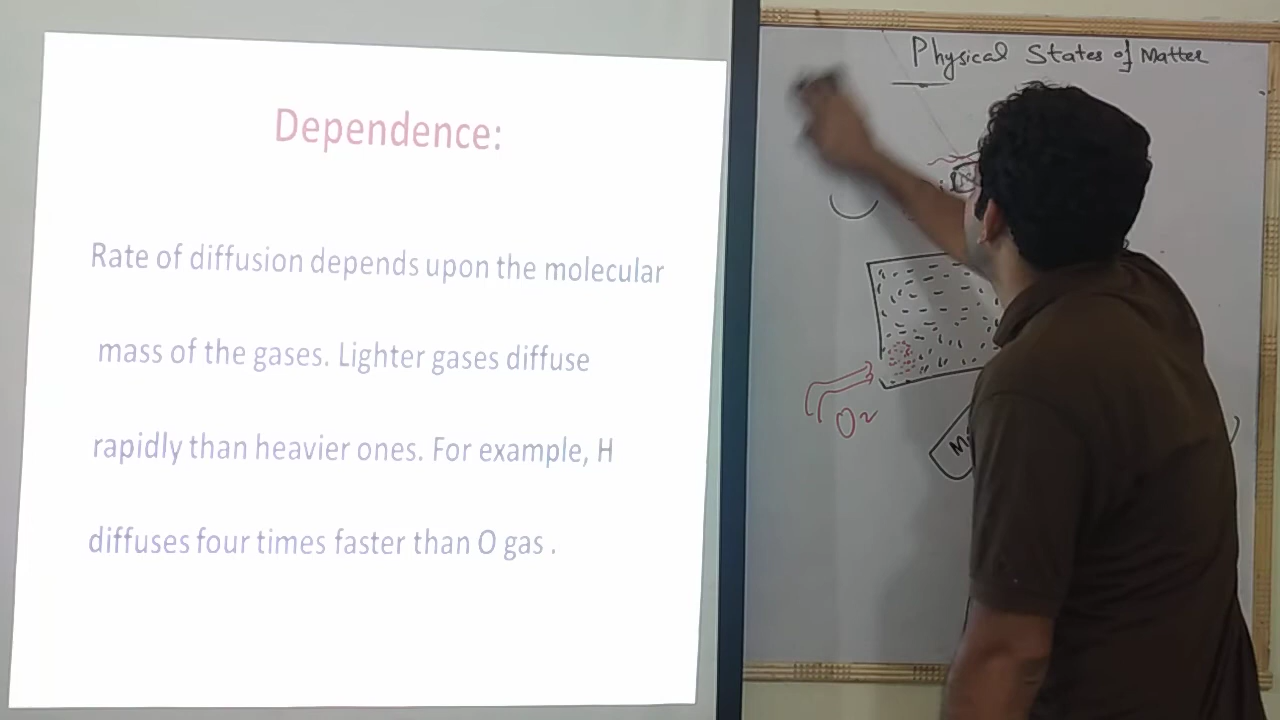 Dependence:
Rate of diffusion depends upon the molecular
mass of the gases. Lighter gases diffuse
rapidly than heavier ones. For example, H
diffuses four times faster than O gas .
Physical States of Matter
O2